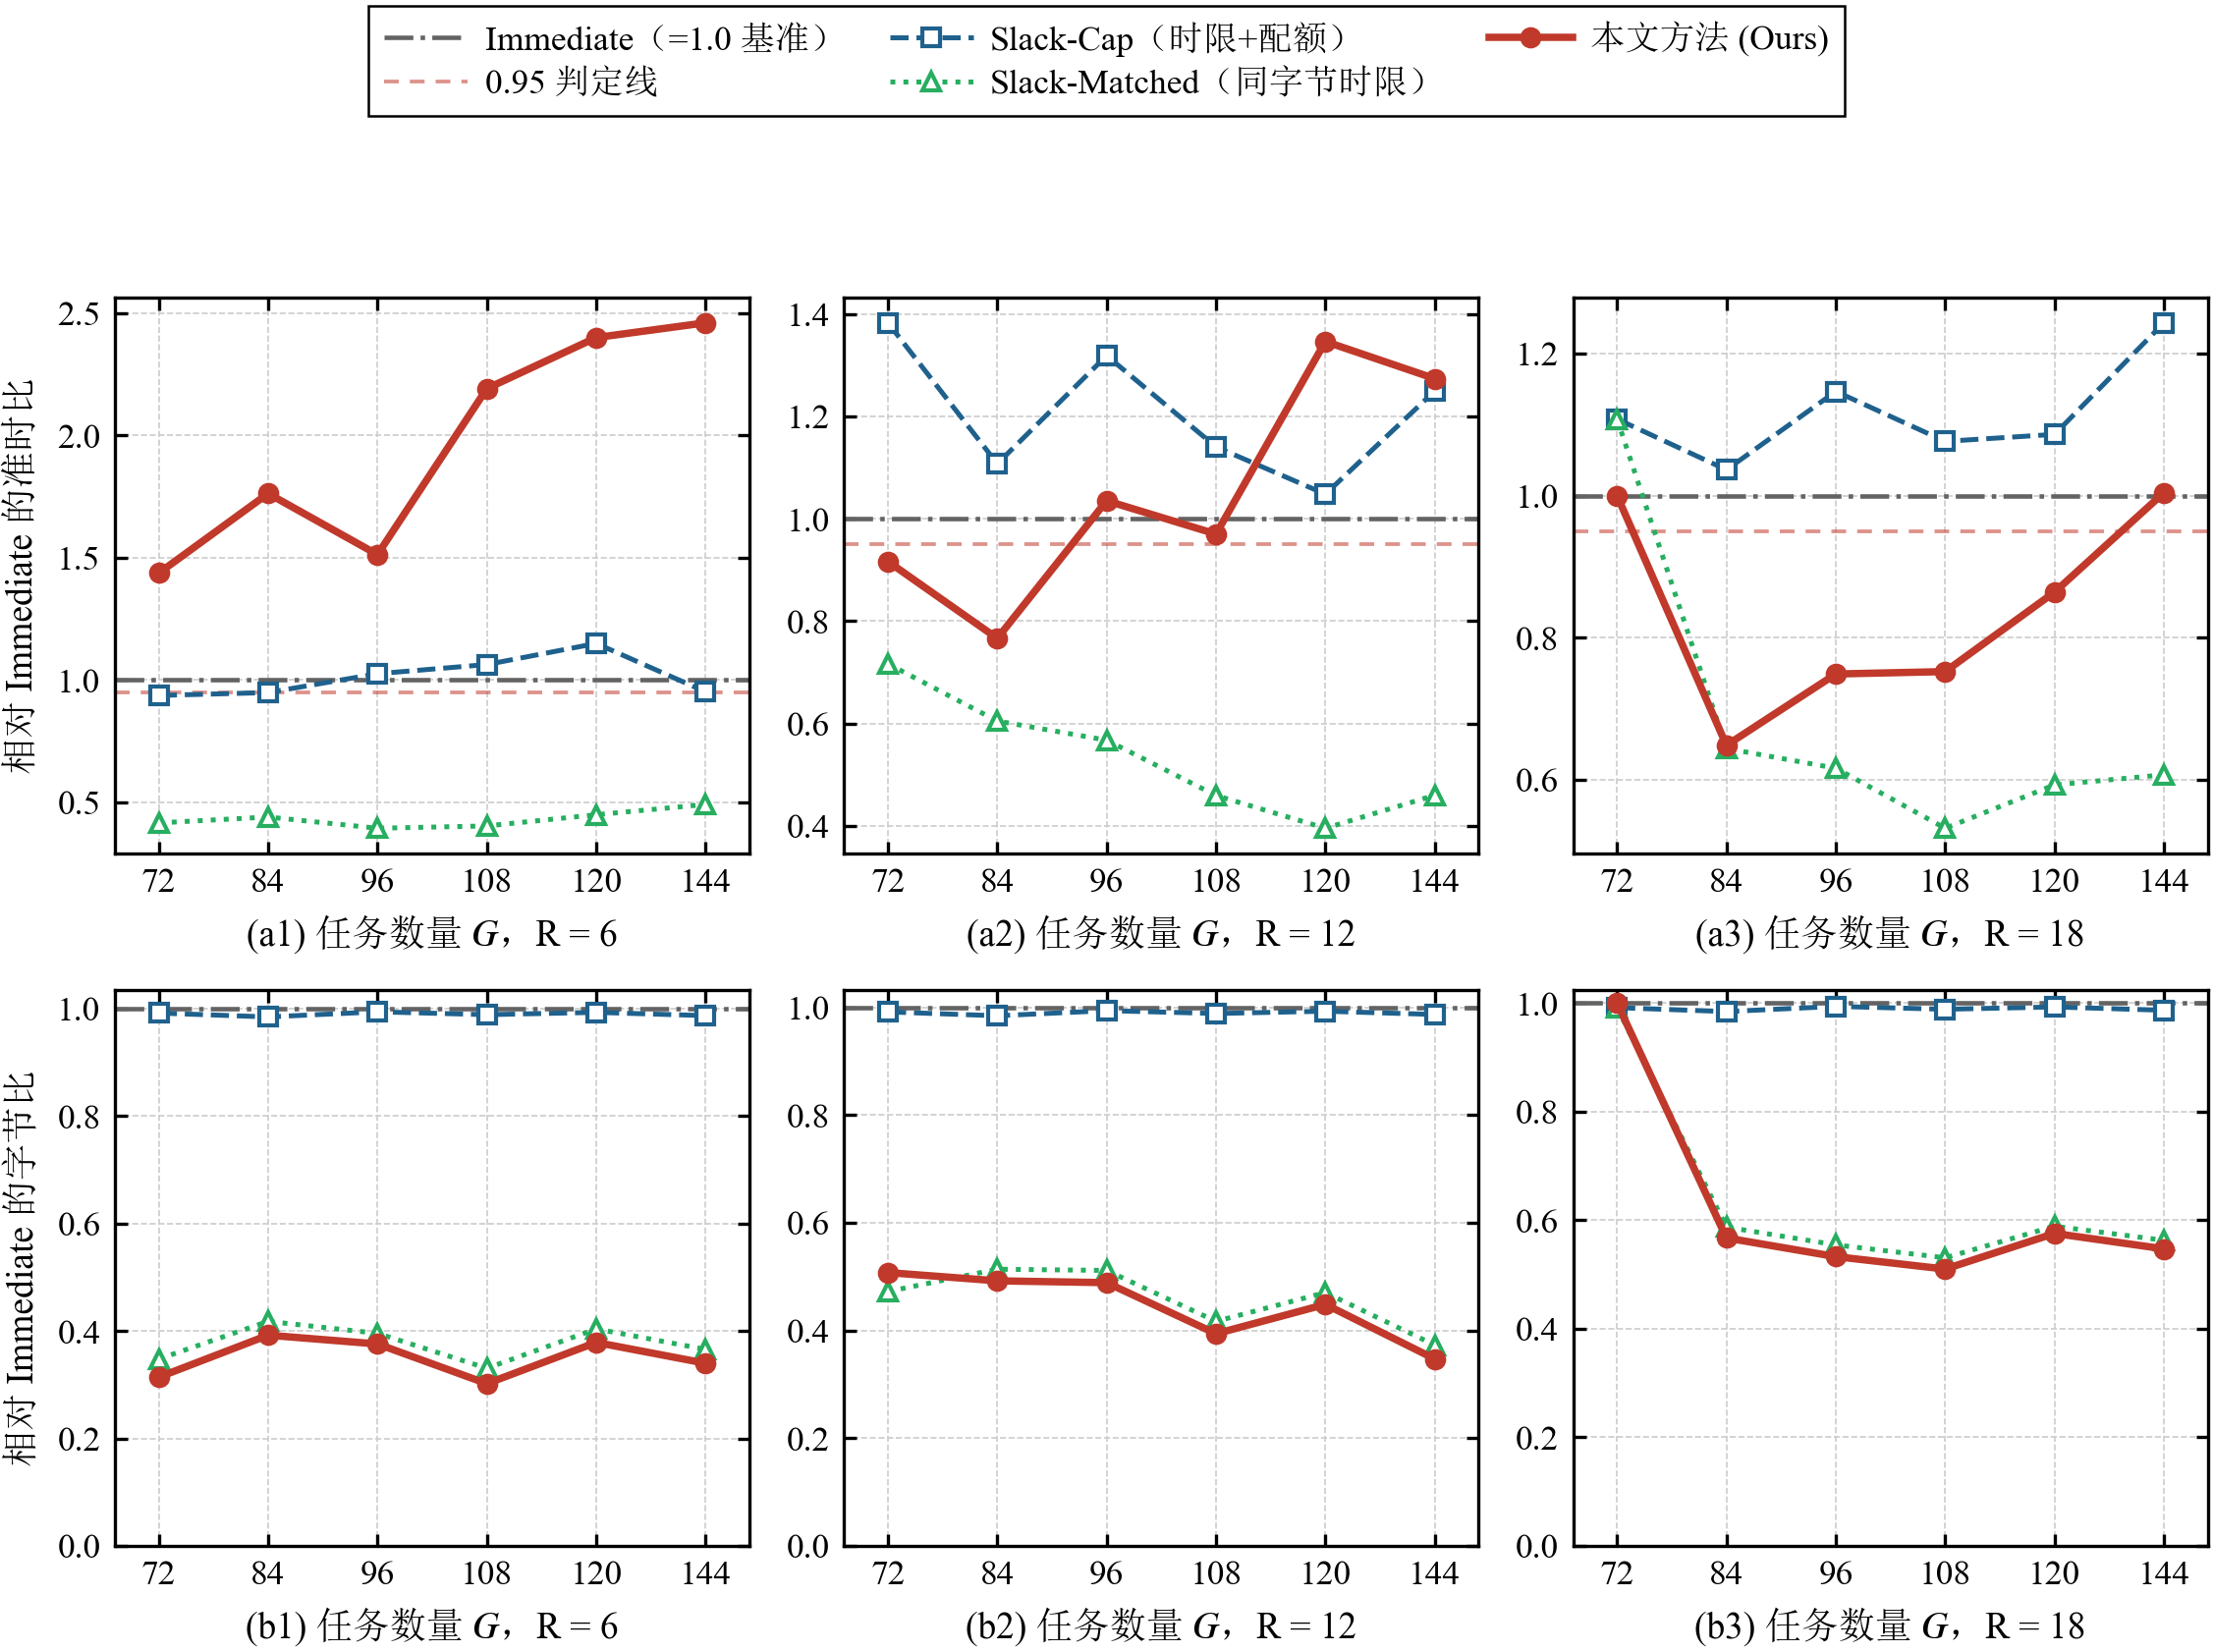 Immediate（=1.0 基准）
0.95 判定线
Slack-Cap（时限+配额）
Slack-Matched（同字节时限）
本文方法 (Ours)
相对 Immediate 的准时比
2.5
2.0
1.5
1.0
0.5
72 84 96 108 120 144
(a1) 任务数量 G，R = 6
1.4
1.2
1.0
0.8
0.6
0.4
72 84 96 108 120 144
(a2) 任务数量 G，R = 12
1.2
1.0
0.8
0.6
72 84 96 108 120 144
(a3) 任务数量 G，R = 18
相对 Immediate 的字节比
1.0
0.8
0.6
0.4
0.2
0.0
72 84 96 108 120 144
(b1) 任务数量 G，R = 6
1.0
0.8
0.6
0.4
0.2
0.0
72 84 96 108 120 144
(b2) 任务数量 G，R = 12
1.0
0.8
0.6
0.4
0.2
0.0
72 84 96 108 120 144
(b3) 任务数量 G，R = 18